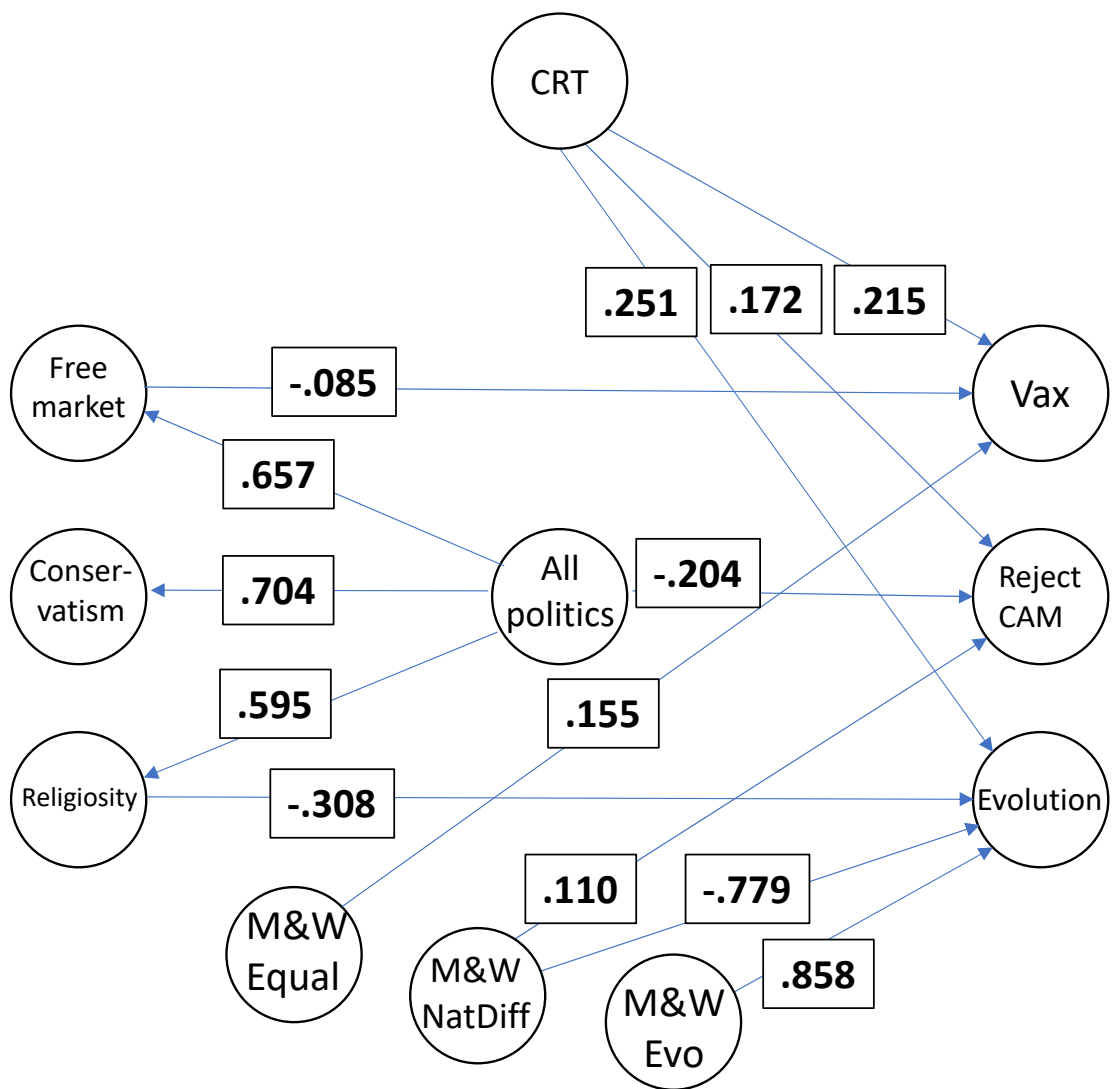 CRT
.251
.172
.215
Free
market
-.085
Vax
.657
Conser-
vatism
.704
All
politics
-.204
Reject
CAM
.595
.155
Religiosity
-.308
Evolution
M&W
Equal
.110
-.779
M&W
NatDiff
.858
M&W
Evo